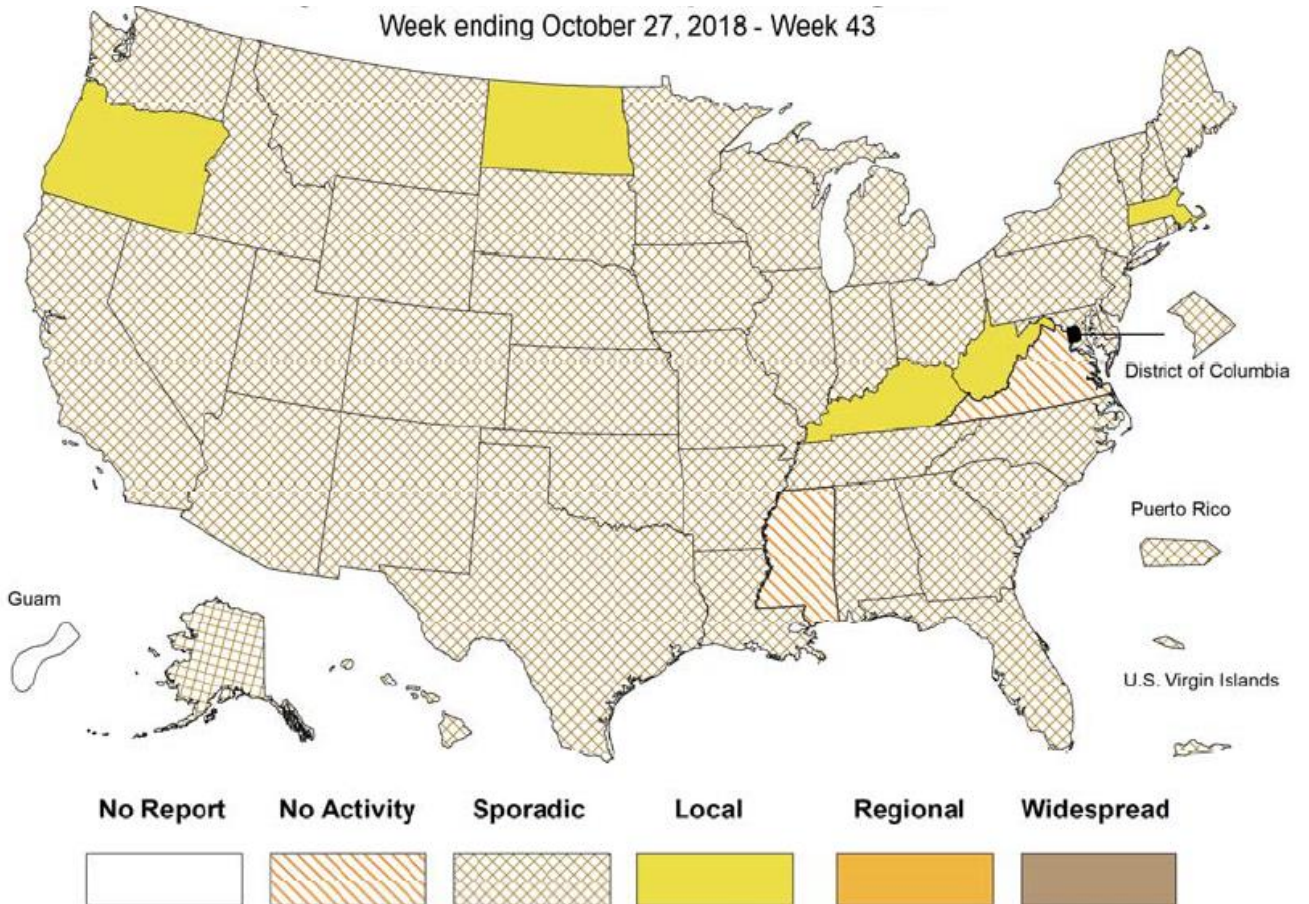 Week ending October 27, 2018 - Week 43
District of Columbia
Puerto Rico
Guam
U.S. Virgin Islands
No Report No Activity Sporadic Local Regional Widespread